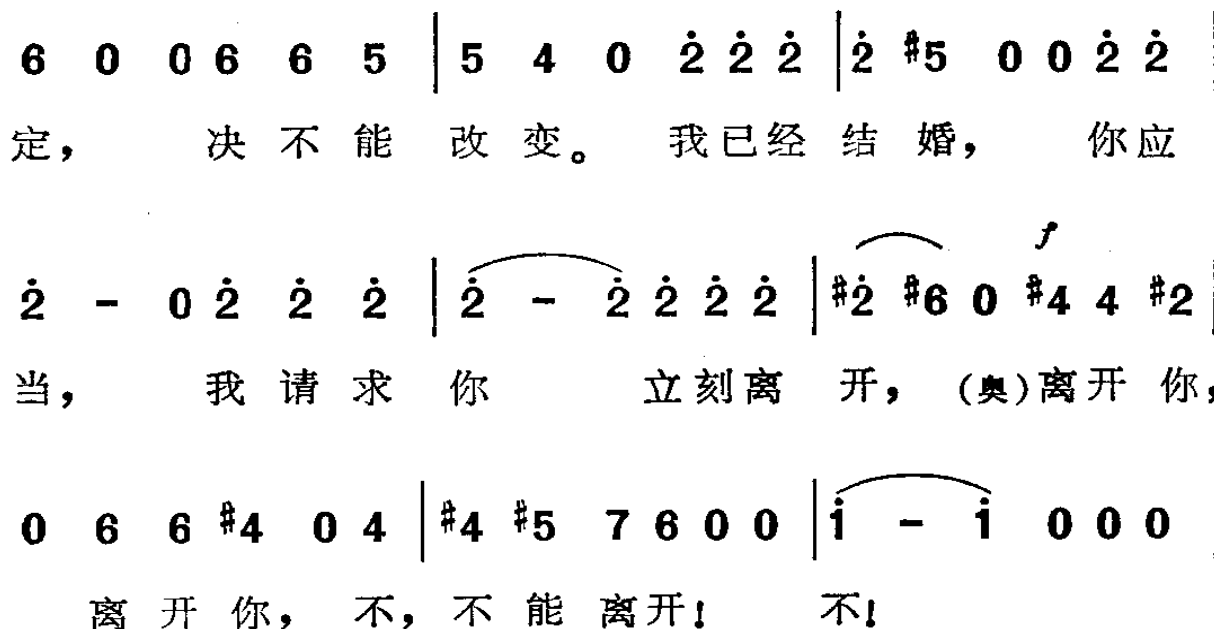 6 0 0 6 6 5 | 5 4 0 2̇ 2̇ 2̇ | 2̇ #5 0 0 2̇ 2̇ |
定， 决 不 能 改 变。 我 已 经 结 婚， 你 应
2̇ - 0 2̇ 2̇ 2̇ | 2̇ - 2̇ 2̇ 2̇ 2̇ | #2̇ #6 0 #4 4 #2 |
f
当， 我 请 求 你 立 刻 离 开，（奥）离 开 你，
0 6 6 #4 0 4 | #4 #5 7 6 0 0 | 1̇ - 1̇ 0 0 0 |
离 开 你， 不， 不 能 离 开！ 不！